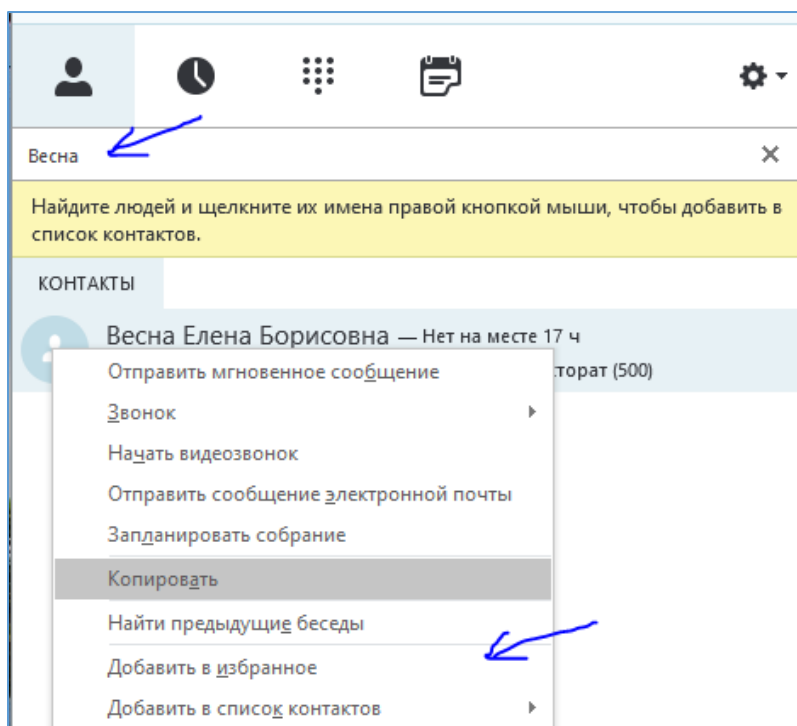 Весна
Найдите людей и щелкните их имена правой кнопкой мыши, чтобы добавить в
список контактов.
КОНТАКТЫ
Весна Елена Борисовна — Нет на месте 17 ч
торат (500)
Отправить мгновенное сообщение
Звонок
Начать видеозвонок
Отправить сообщение электронной почты
Запланировать собрание
Копировать
Найти предыдущие беседы
Добавить в избранное
Добавить в список контактов